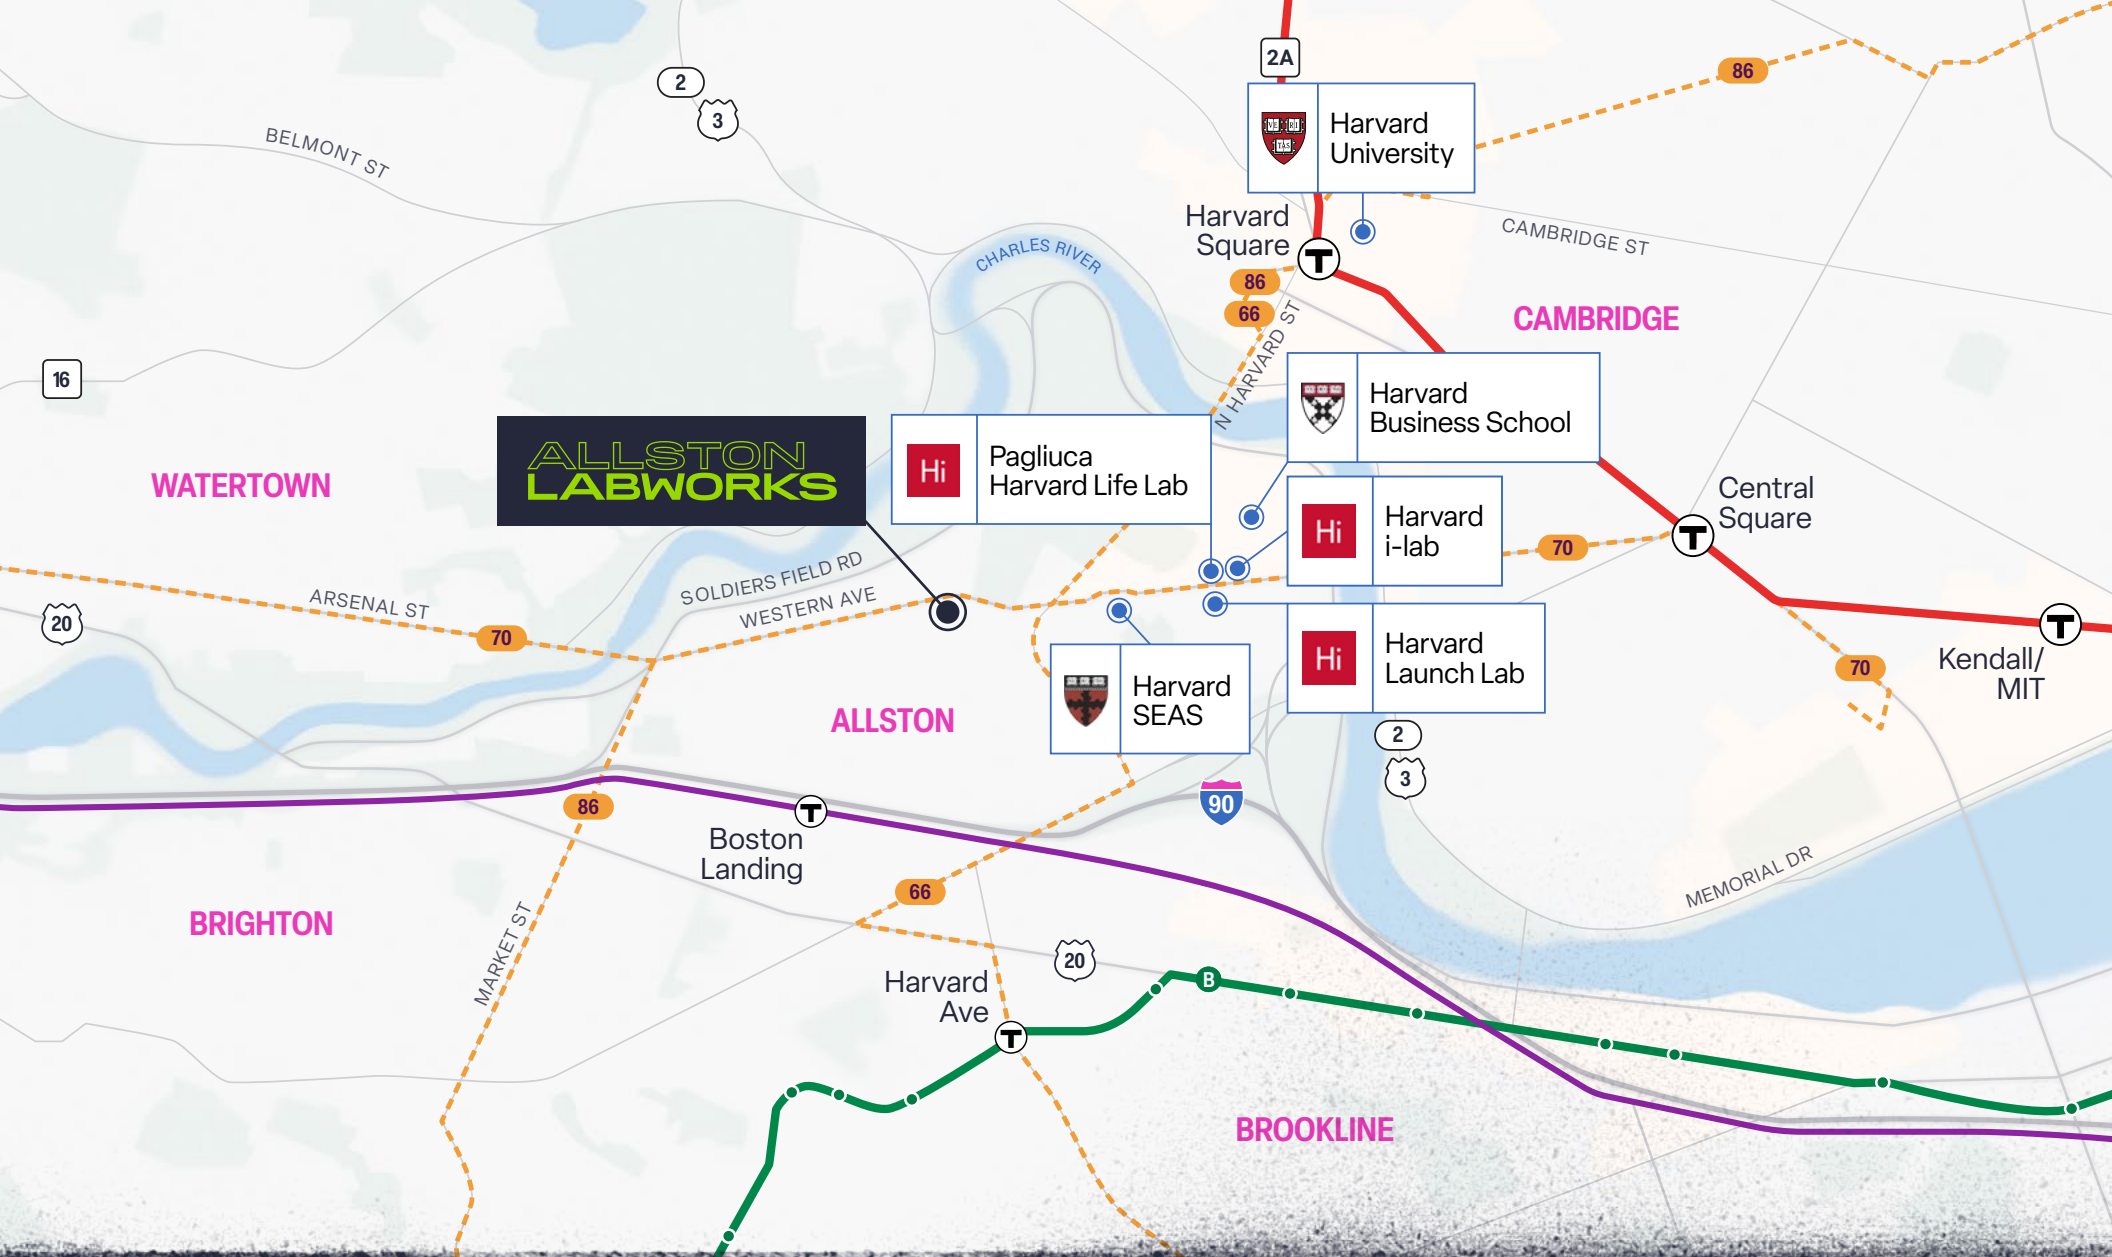 2A
86
2
3
Harvard
University
BELMONT ST
VE
RI
TAS
Harvard
Square
CAMBRIDGE ST
CHARLES RIVER
86
66
CAMBRIDGE
N HARVARD ST
16
Harvard
Business School
ALLSTON
LABWORKS
Hi
Pagliuca
Harvard Life Lab
WATERTOWN
Central
Square
Hi
Harvard
i-lab
70
SOLDIERS FIELD RD
ARSENAL ST
WESTERN AVE
20
70
Hi
Harvard
Launch Lab
Kendall/
MIT
70
Harvard
SEAS
ALLSTON
2
3
90
86
Boston
Landing
T
T
T
T
T
66
MEMORIAL DR
BRIGHTON
MARKET ST
20
Harvard
Ave
B
BROOKLINE